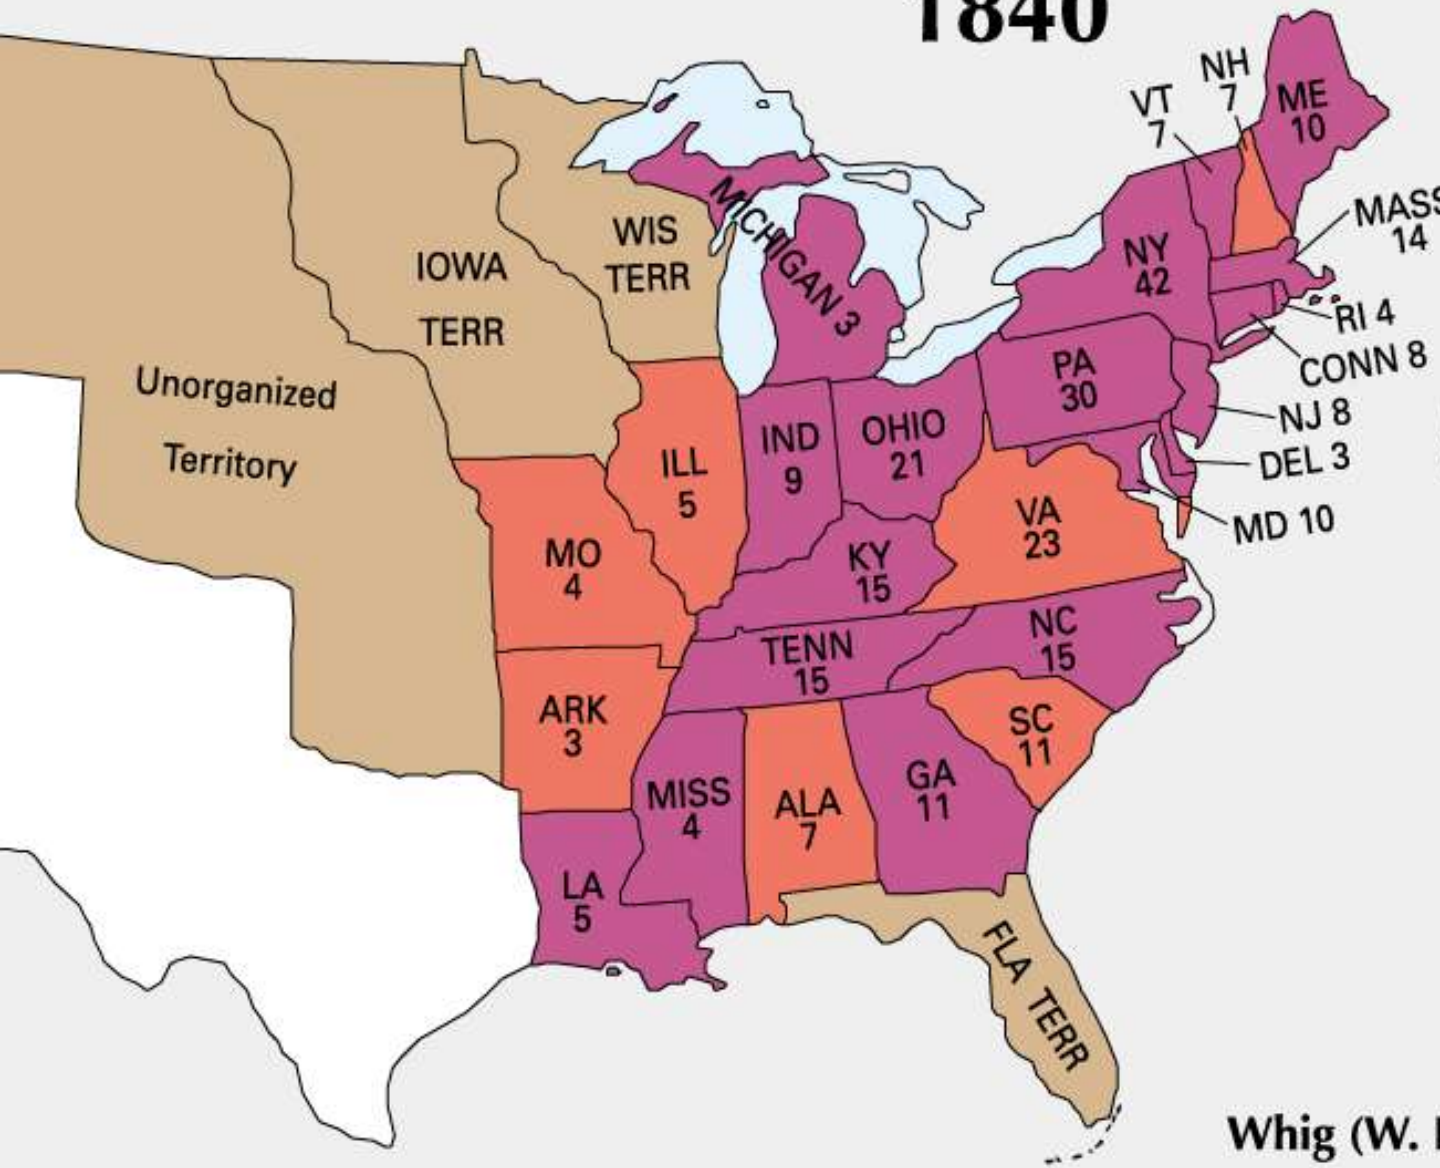 1840
NH
7
VT
7
ME
10
MASS
14
WIS
TERR
MICHIGAN 3
NY
42
IOWA
TERR
RI 4
CONN 8
Unorganized
Territory
PA
30
NJ 8
ILL
5
IND
9
OHIO
21
DEL 3
MD 10
MO
4
KY
15
VA
23
TENN
15
NC
15
ARK
3
SC
11
MISS
4
ALA
7
GA
11
LA
5
FLA TERR
Whig (W.